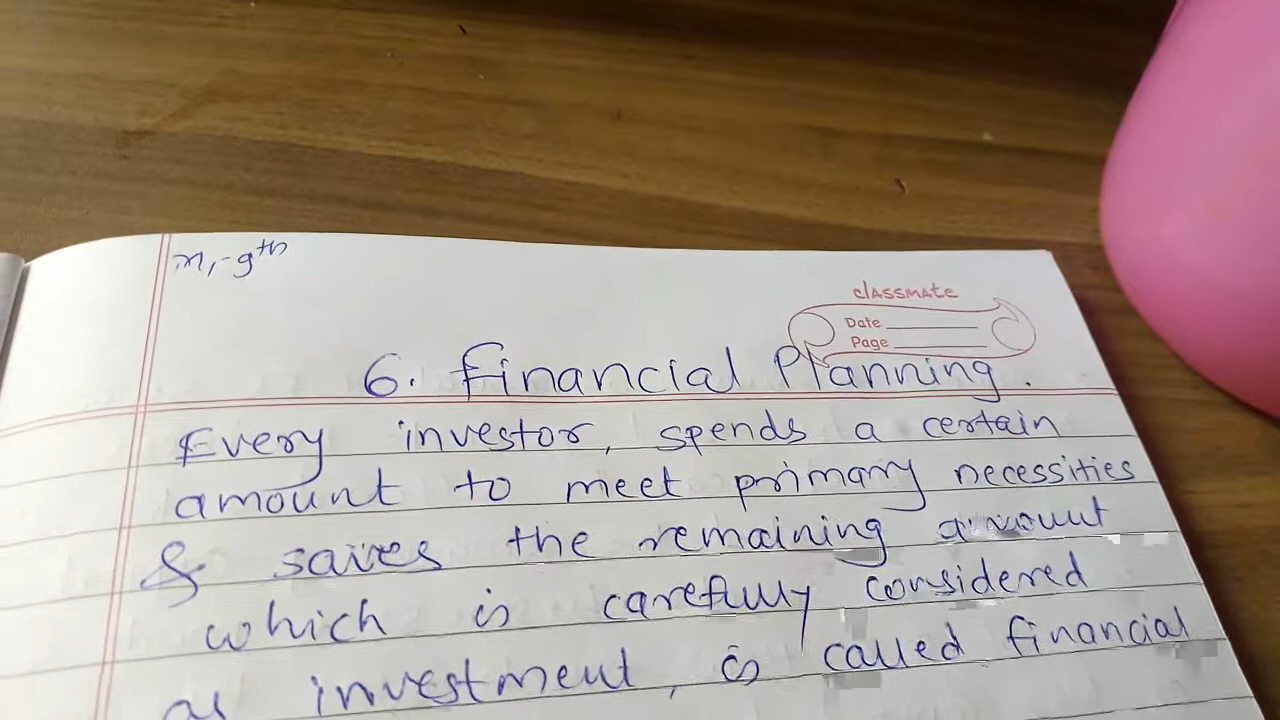 classmate
Date
Page
6. Financial Planning.
Every investor, spends a certain
amount to meet primary necessities
& saves the remaining amount
which is carefully considered
as investment, is called financial